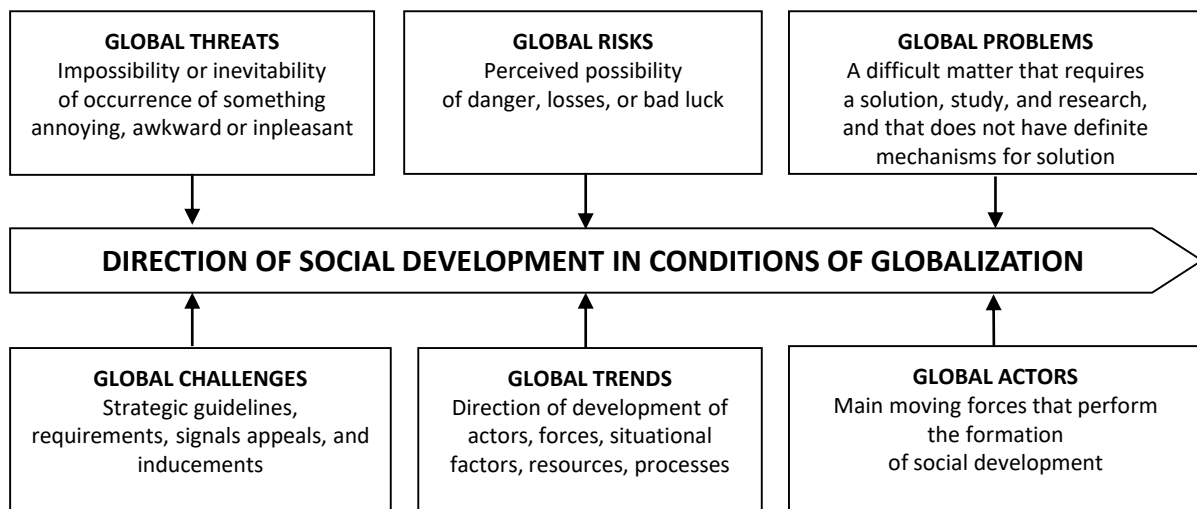 GLOBAL THREATS
Impossibility or inevitability
of occurrence of something
annoying, awkward or inpleasant
GLOBAL RISKS
Perceived possibility
of danger, losses, or bad luck
GLOBAL PROBLEMS
A difficult matter that requires
a solution, study, and research,
and that does not have definite
mechanisms for solution
DIRECTION OF SOCIAL DEVELOPMENT IN CONDITIONS OF GLOBALIZATION
GLOBAL CHALLENGES
Strategic guidelines,
requirements, signals appeals, and
inducements
GLOBAL TRENDS
Direction of development of
actors, forces, situational
factors, resources, processes
GLOBAL ACTORS
Main moving forces that perform
the formation
of social development